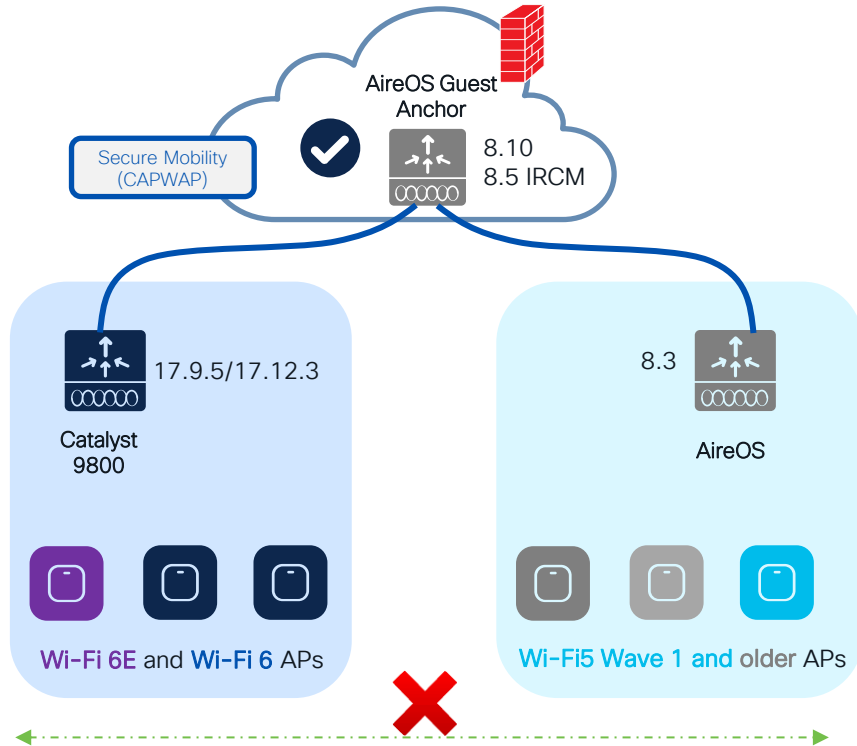 AireOS Guest
Anchor
Secure Mobility
(CAPWAP)
8.10
8.5 IRCM
17.9.5/17.12.3
Catalyst
9800
8.3
AireOS
Wi-Fi 6E and Wi-Fi 6 APs
Wi-Fi5 Wave 1 and older APs